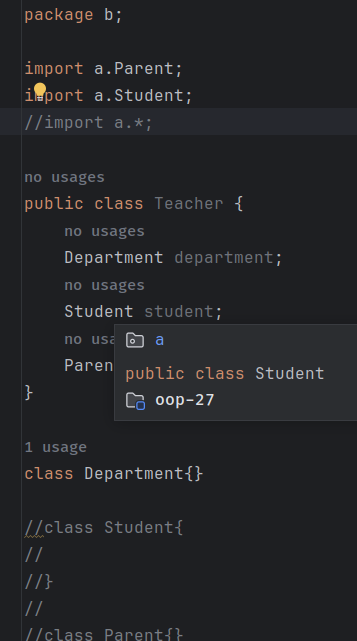 package b;
import a.Parent;
import a.Student;
//import a.*;
no usages
public class Teacher {
no usages
Department department;
no usages
Student student;
no usa
Paren
a
public class Student
oop-27
}
1 usage
class Department{}
//class Student{
//
//}
//
//class Parent{}